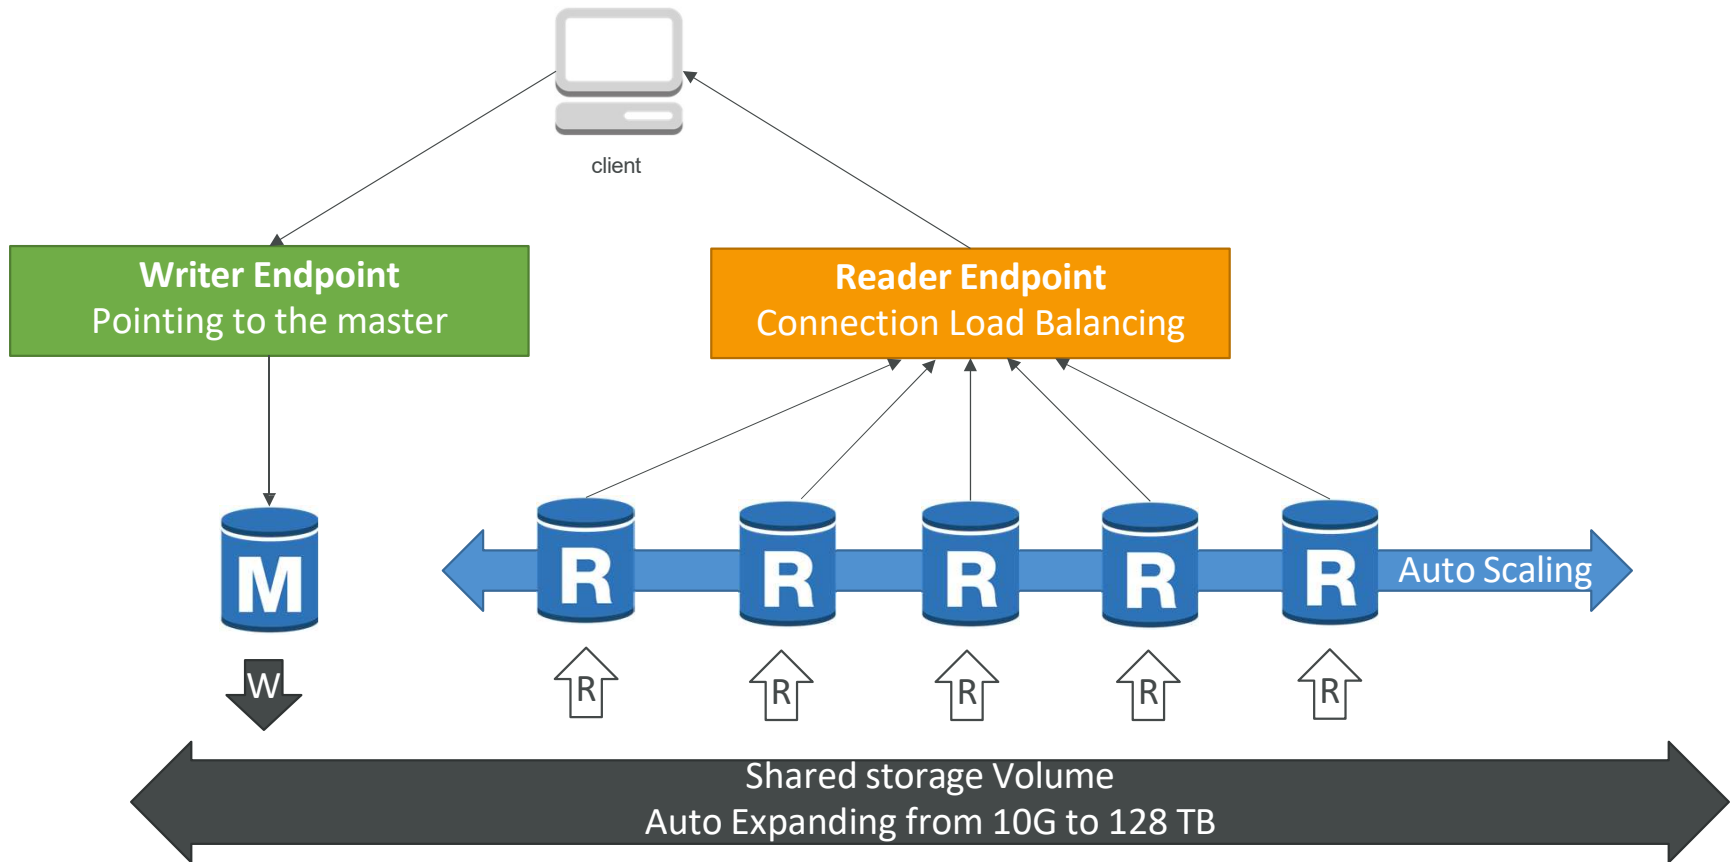 client
Writer Endpoint
Pointing to the master
Reader Endpoint
Connection Load Balancing
M
R
R
R
R
R
Auto Scaling
W
R
R
R
R
R
Shared storage Volume
Auto Expanding from 10G to 128 TB